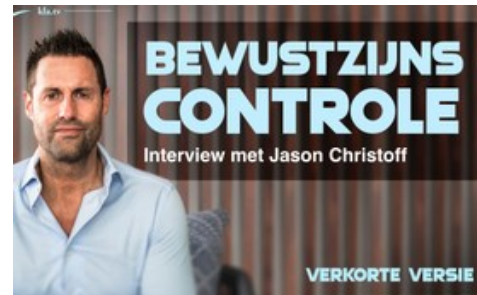 kla.tv
BEWUSTZIJNS
CONTROLE
Interview met Jason Christoff
VERKORTE VERSIE